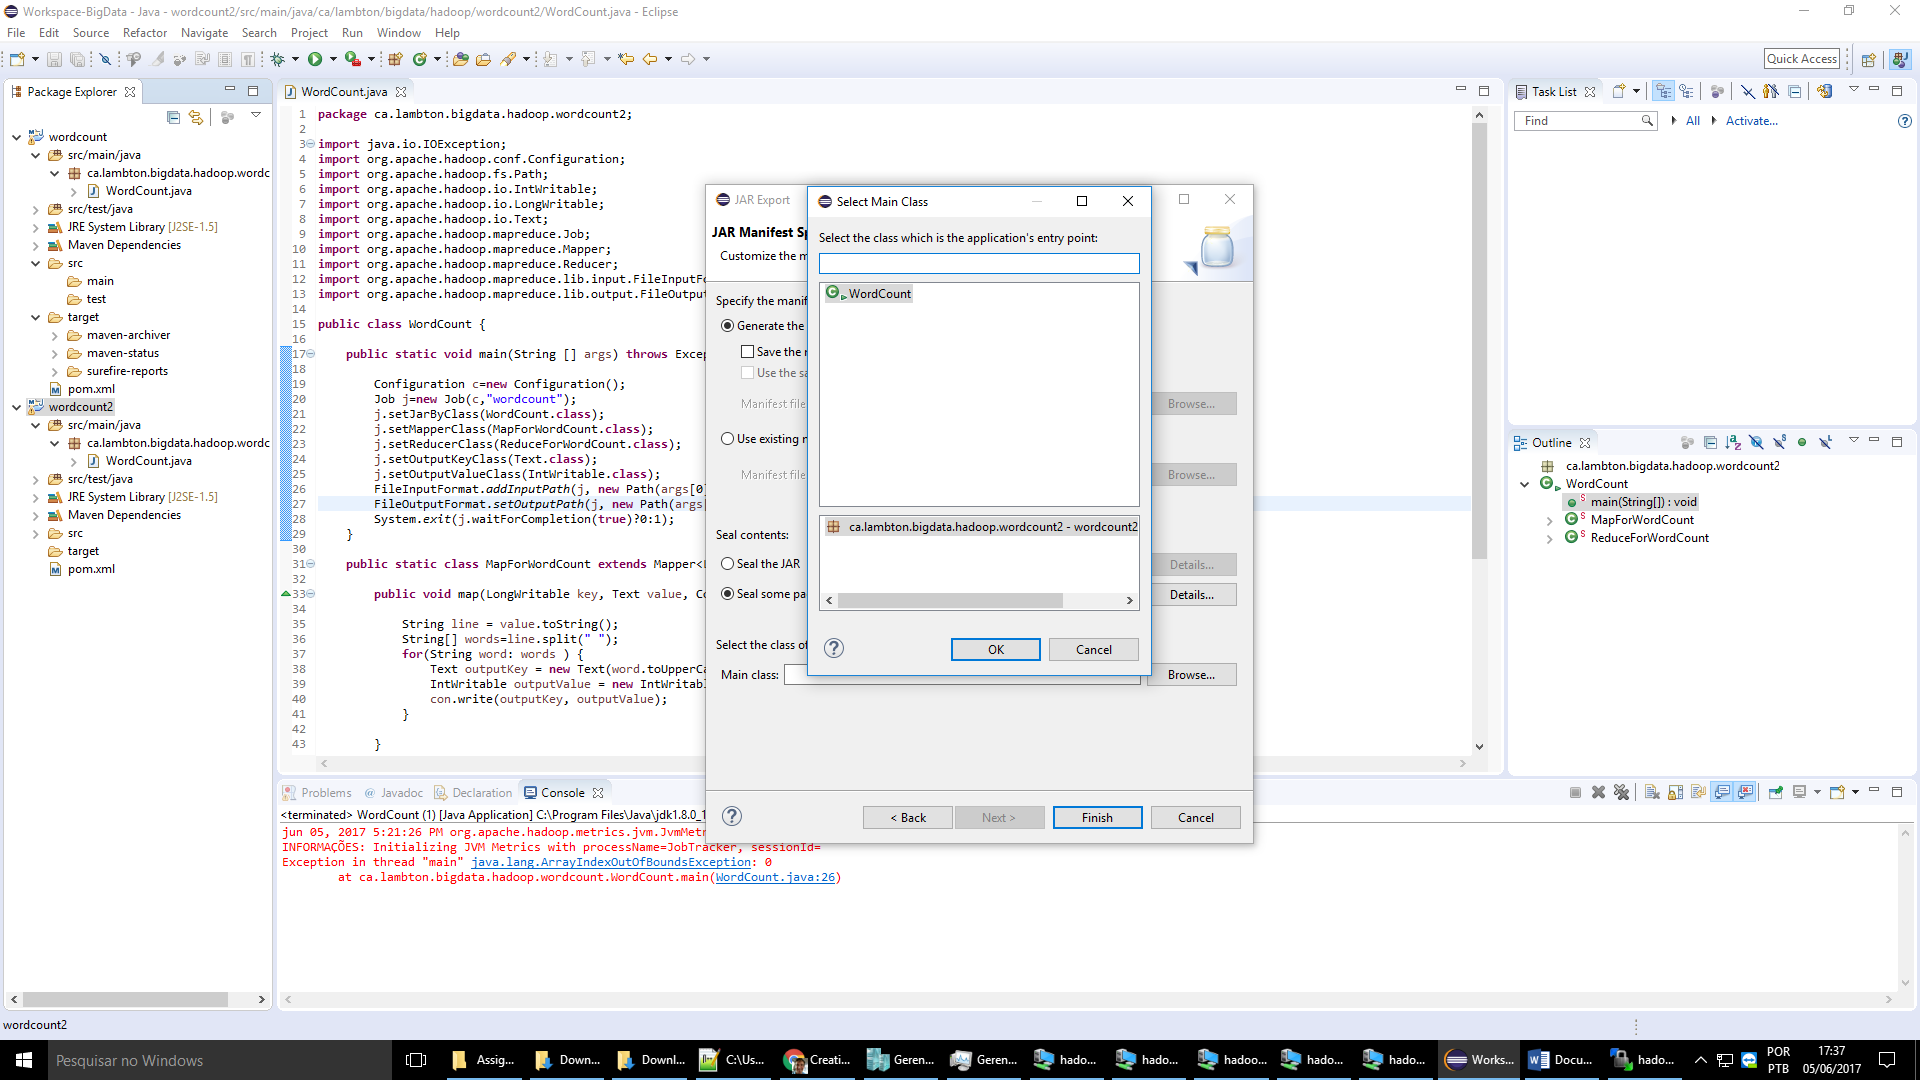 Workspace-BigData - Java - wordcount2/src/main/java/ca/lambton/bigdata/hadoop/wordcount2/WordCount.java - Eclipse
File Edit Source Refactor Navigate Search Project Run Window Help
Quick Access
Package Explorer
wordcount
src/main/java
ca.lambton.bigdata.hadoop.wordc
WordCount.java
src/test/java
JRE System Library [J2SE-1.5]
Maven Dependencies
src
main
test
target
maven-archiver
maven-status
surefire-reports
pom.xml
wordcount2
src/main/java
ca.lambton.bigdata.hadoop.wordc
WordCount.java
src/test/java
JRE System Library [J2SE-1.5]
Maven Dependencies
src
target
pom.xml
WordCount.java
1 package ca.lambton.bigdata.hadoop.wordcount2;
2
3 import java.io.IOException;
4 import org.apache.hadoop.conf.Configuration;
5 import org.apache.hadoop.fs.Path;
6 import org.apache.hadoop.io.IntWritable;
7 import org.apache.hadoop.io.LongWritable;
8 import org.apache.hadoop.io.Text;
9 import org.apache.hadoop.mapreduce.Job;
10 import org.apache.hadoop.mapreduce.Mapper;
11 import org.apache.hadoop.mapreduce.Reducer;
12 import org.apache.hadoop.mapreduce.lib.input.FileInputFo
13 import org.apache.hadoop.mapreduce.lib.output.FileOutput
14
15 public class WordCount {
16
17 public static void main(String [] args) throws Excep
18
19 Configuration c=new Configuration();
20 Job j=new Job(c,"wordcount");
21 j.setJarByClass(WordCount.class);
22 j.setMapperClass(MapForWordCount.class);
23 j.setReducerClass(ReduceForWordCount.class);
24 j.setOutputKeyClass(Text.class);
25 j.setOutputValueClass(IntWritable.class);
26 FileInputFormat.addInputPath(j, new Path(args[0]
27 FileOutputFormat.setOutputPath(j, new Path(args[
28 System.exit(j.waitForCompletion(true)?0:1);
29 }
30
31 public static class MapForWordCount extends Mapper<L
32
33 public void map(LongWritable key, Text value, Co
34
35 String line = value.toString();
36 String[] words=line.split(" ");
37 for(String word: words ) {
38 Text outputKey = new Text(word.toUpperCa
39 IntWritable outputValue = new IntWritabl
40 con.write(outputKey, outputValue);
41 }
42
43 }
JAR Export
JAR Manifest Sp
Customize the m
Specify the manif
Generate the
Save the
Use the sa
Manifest file
Browse...
Use existing
Manifest file
Browse...
Seal contents:
Seal the JAR
Details...
Seal some pa
Details...
Select the class of
Main class:
Browse...
< Back
Next >
Finish
Cancel
Select Main Class
Select the class which is the application's entry point:
WordCount
ca.lambton.bigdata.hadoop.wordcount2 - wordcount2
OK
Cancel
Task List
Find
All
Activate...
Outline
ca.lambton.bigdata.hadoop.wordcount2
WordCount
main(String[]) : void
MapForWordCount
ReduceForWordCount
Problems Javadoc Declaration Console
<terminated> WordCount (1) [Java Application] C:\Program Files\Java\jdk1.8.0_1
jun 05, 2017 5:21:26 PM org.apache.hadoop.metrics.jvm.JvmMetr
INFORMAÇÕES: Initializing JVM Metrics with processName=JobTracker, sessionId=
Exception in thread "main" java.lang.ArrayIndexOutOfBoundsException: 0
at ca.lambton.bigdata.hadoop.wordcount.WordCount.main(WordCount.java:26)
wordcount2
Pesquisar no Windows
Assig...
Down...
Downl...
C:\Us...
Creati...
Geren...
Geren...
hado...
hado...
hadoo...
hado...
hado...
Works...
Docu...
hado...
POR
PTB
17:37
05/06/2017